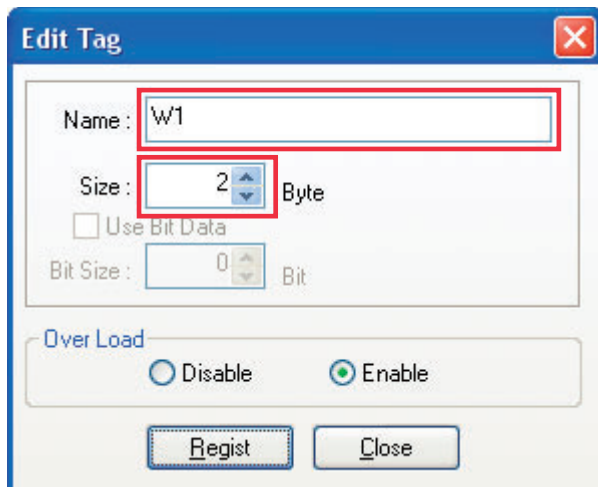 Edit Tag
Name : W1
Size : 2 Byte
Use Bit Data
Bit Size : 0 Bit
Over Load
Disable Enable
Regist Close